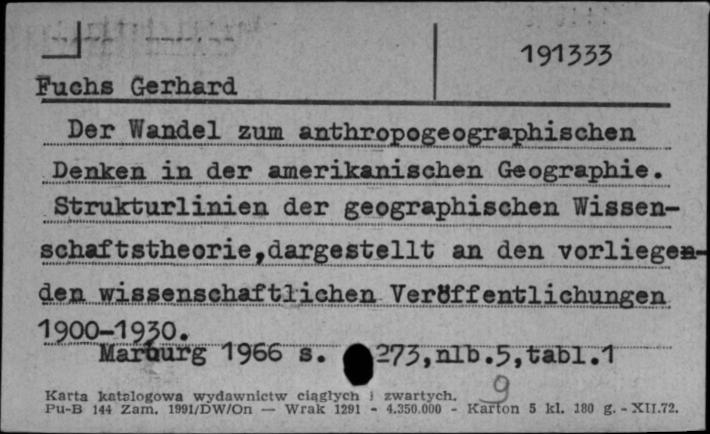 191333
Fuchs Gerhard
Der Wandel zum anthropogeographischen
Denken in der amerikanischen Geographie.
Strukturlinien der geographischen Wissen-
schaftstheorie,dargestellt an den vorliegen-
den wissenschaftlichen Veröffentlichungen
1900-1930.
Marburg 1966 s. 273,nlb.5,tabl.1
9
Karta katalogowa wydawnictw ciągłych i zwartych.
Pu-B 144 Zam. 1991/DW/On — Wrak 1291 - 4.350.000 - Karton 5 kl. 180 g. - XII.72.